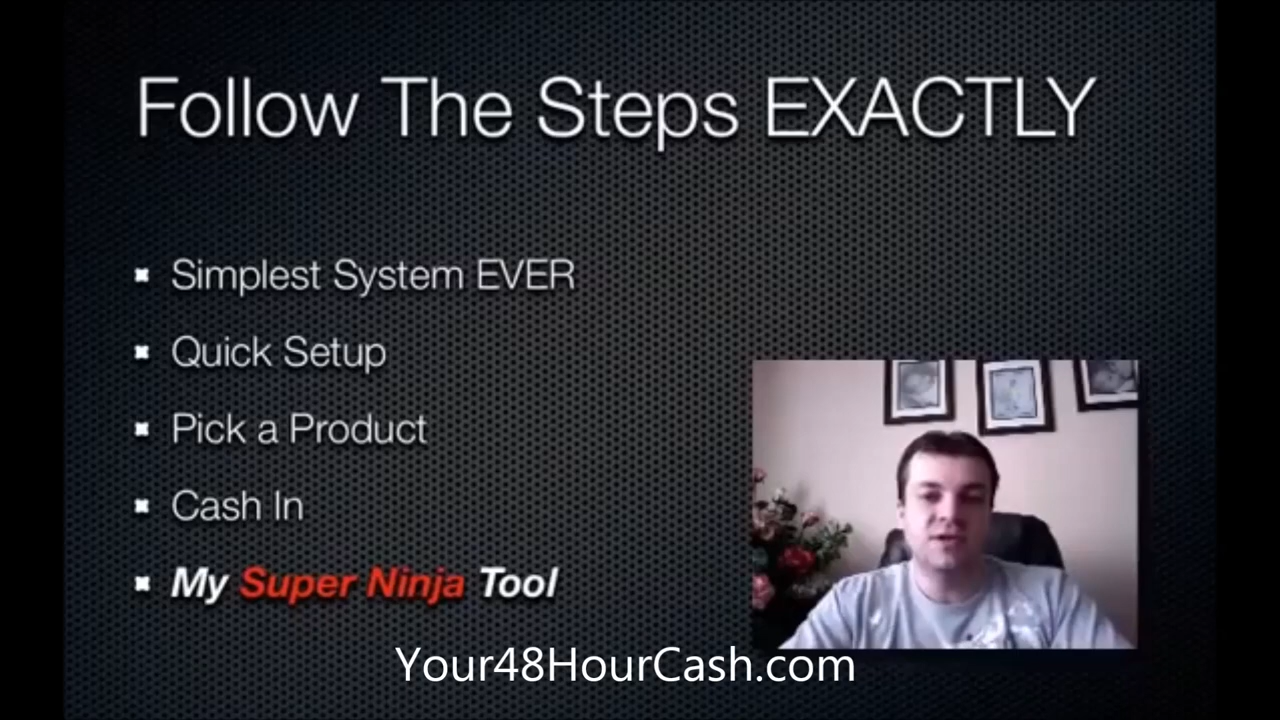 Follow The Steps EXACTLY
Simplest System EVER
Quick Setup
Pick a Product
Cash In
My Super Ninja Tool
Your48HourCash.com